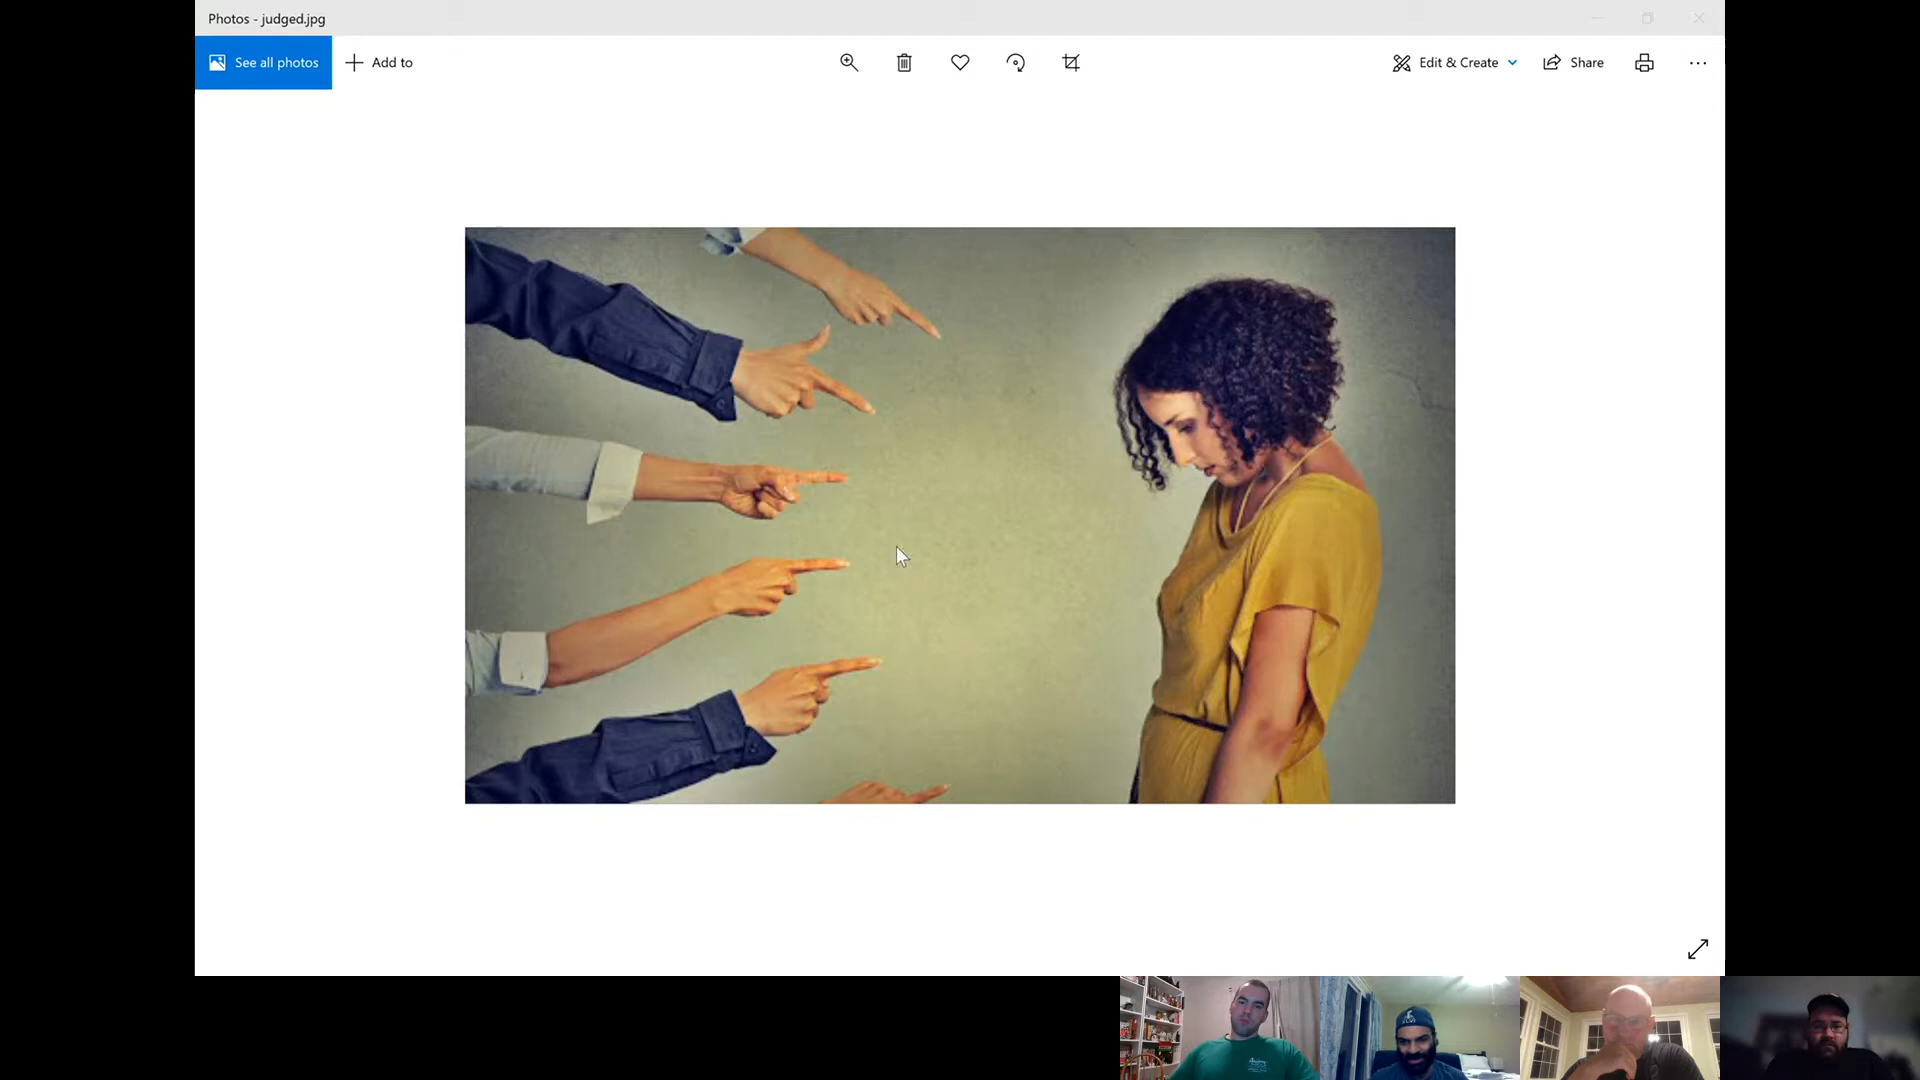 Photos - judged.jpg
See all photos
Add to
Edit & Create
Share